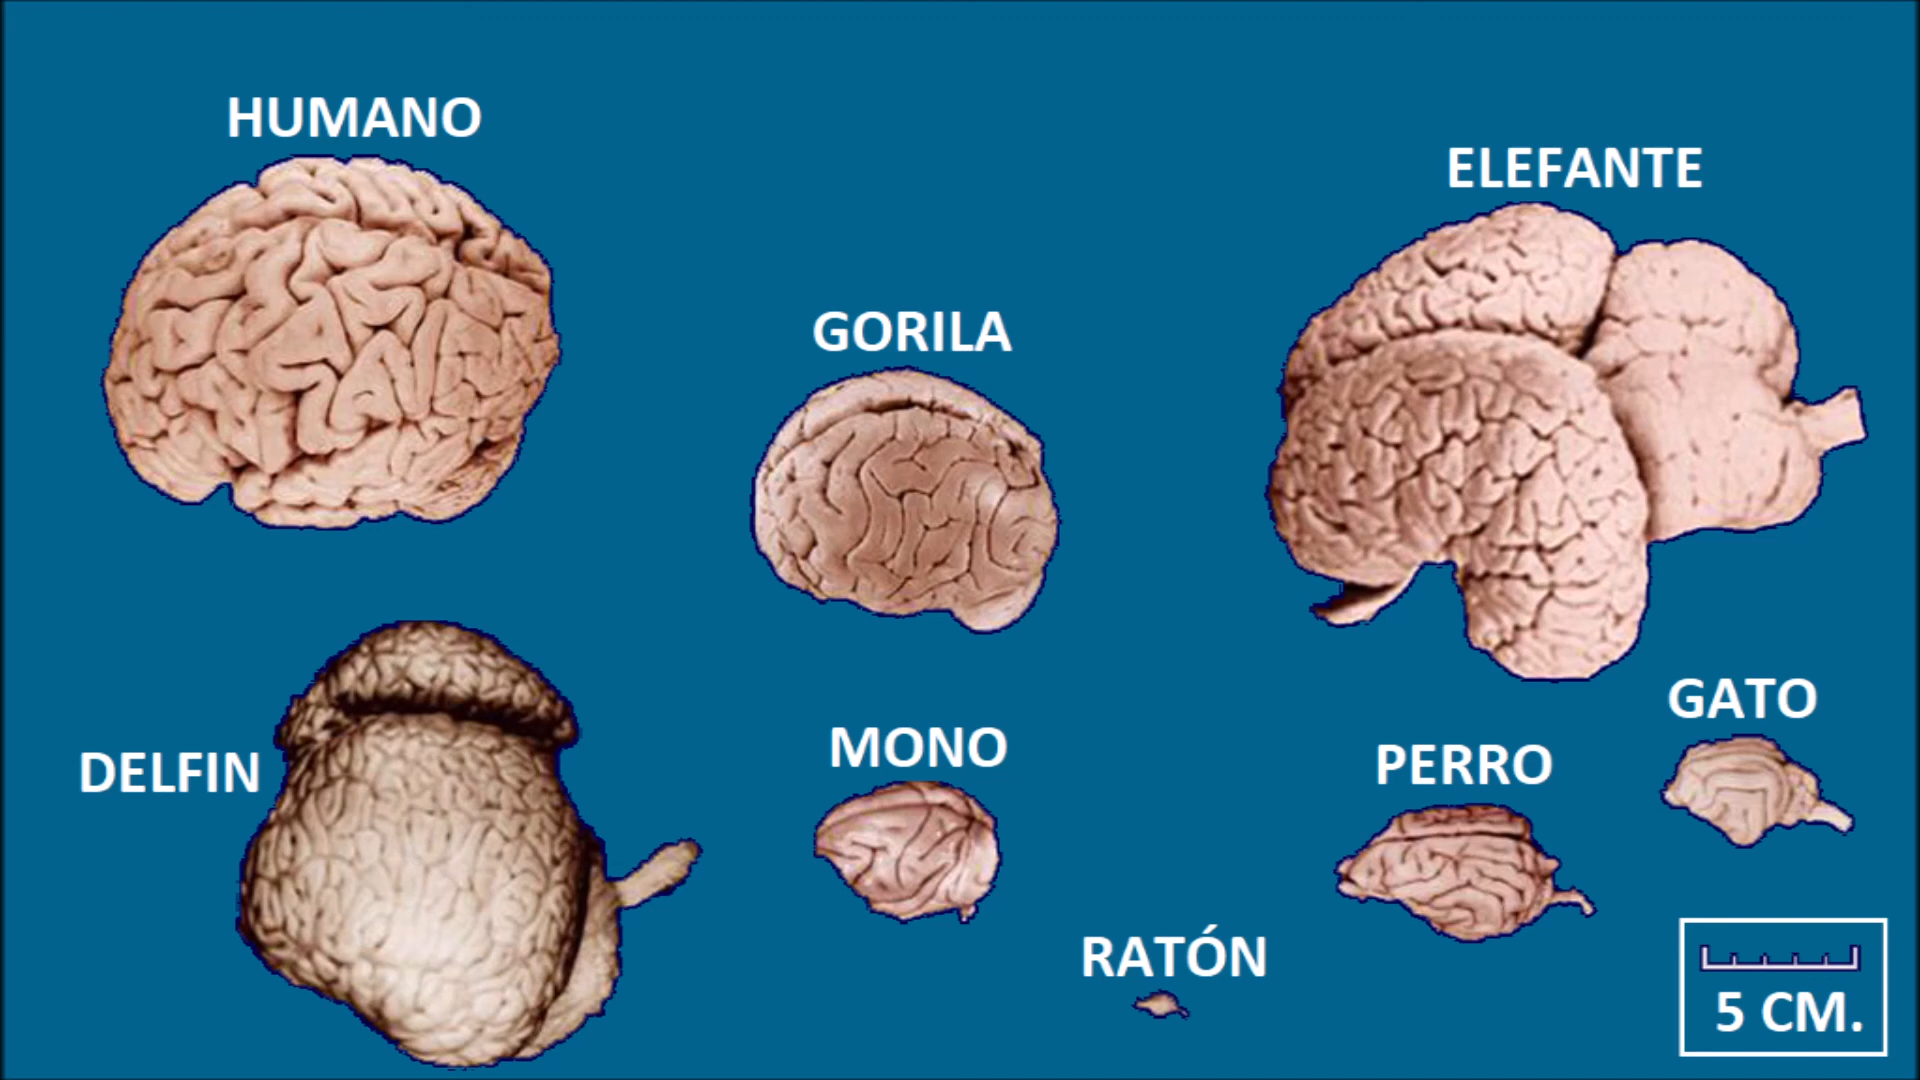 HUMANO
ELEFANTE
GORILA
GATO
MONO
PERRO
DELFIN
RATÓN
5 CM.